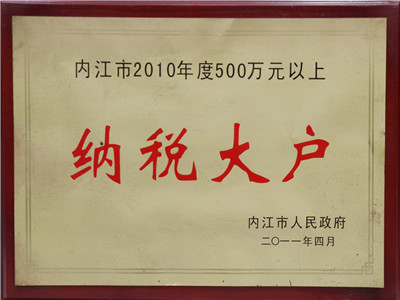 内江市2010年度500万元以上
纳税大户
内江市人民政府
二〇一一年四月